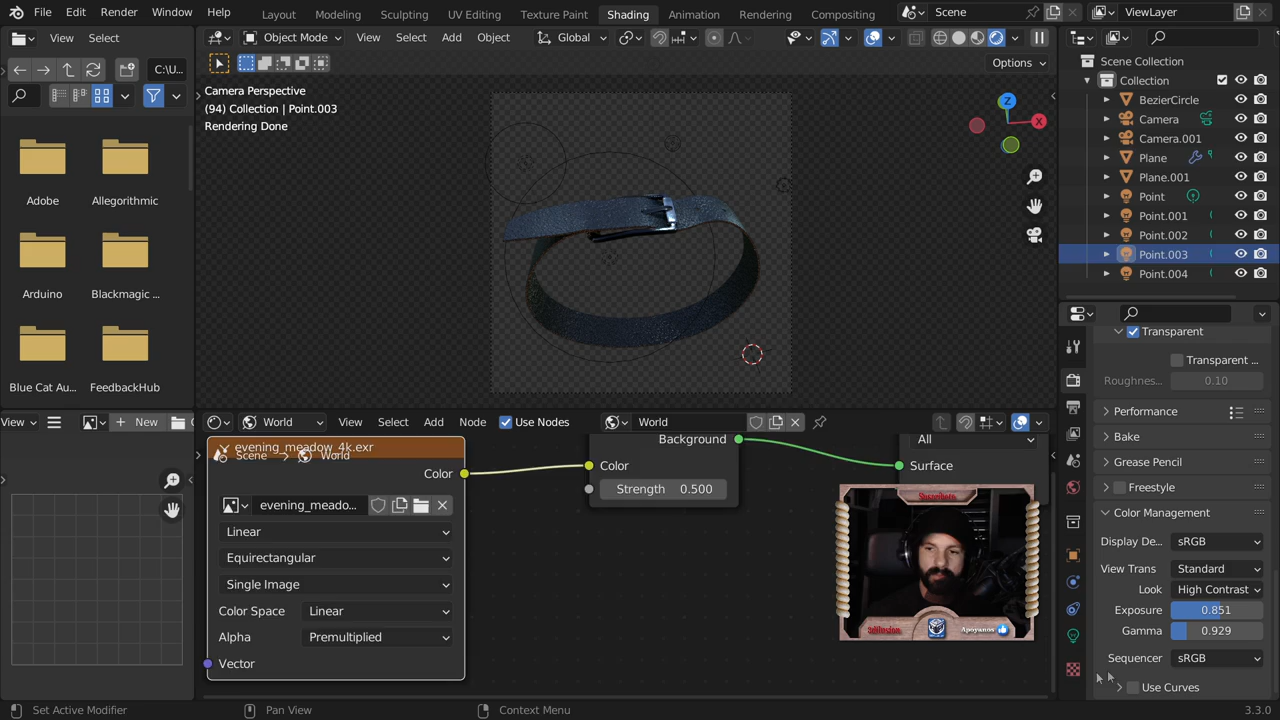 File Edit Render Window Help Layout Modeling Sculpting UV Editing Texture Paint Shading Animation Rendering Compositing Scene ViewLayer
View Select Object Mode View Select Add Object Global
C:\U...
Options
Camera Perspective
(94) Collection | Point.003
Rendering Done
Z
X
Adobe Allegorithmic
Arduino Blackmagic ...
Blue Cat Au... FeedbackHub
Scene Collection
Collection
BezierCircle
Camera
Camera.001
Plane
Plane.001
Point
Point.001
Point.002
Point.003
Point.004
Transparent
Transparent ...
Roughnes... 0.10
Performance
Bake
Grease Pencil
Freestyle
Color Management
Display De... sRGB
View Trans Standard
Look High Contrast
Exposure 0.851
Gamma 0.929
Sequencer sRGB
Use Curves
View New
World View Select Add Node Use Nodes World
evening_meadow_4k.exr
Scene World
Color
evening_meado...
Linear
Equirectangular
Single Image
Color Space Linear
Alpha Premultiplied
Vector
Background
Color
Strength 0.500
All
Surface
Apoyanos
Set Active Modifier Pan View Context Menu 3.3.0